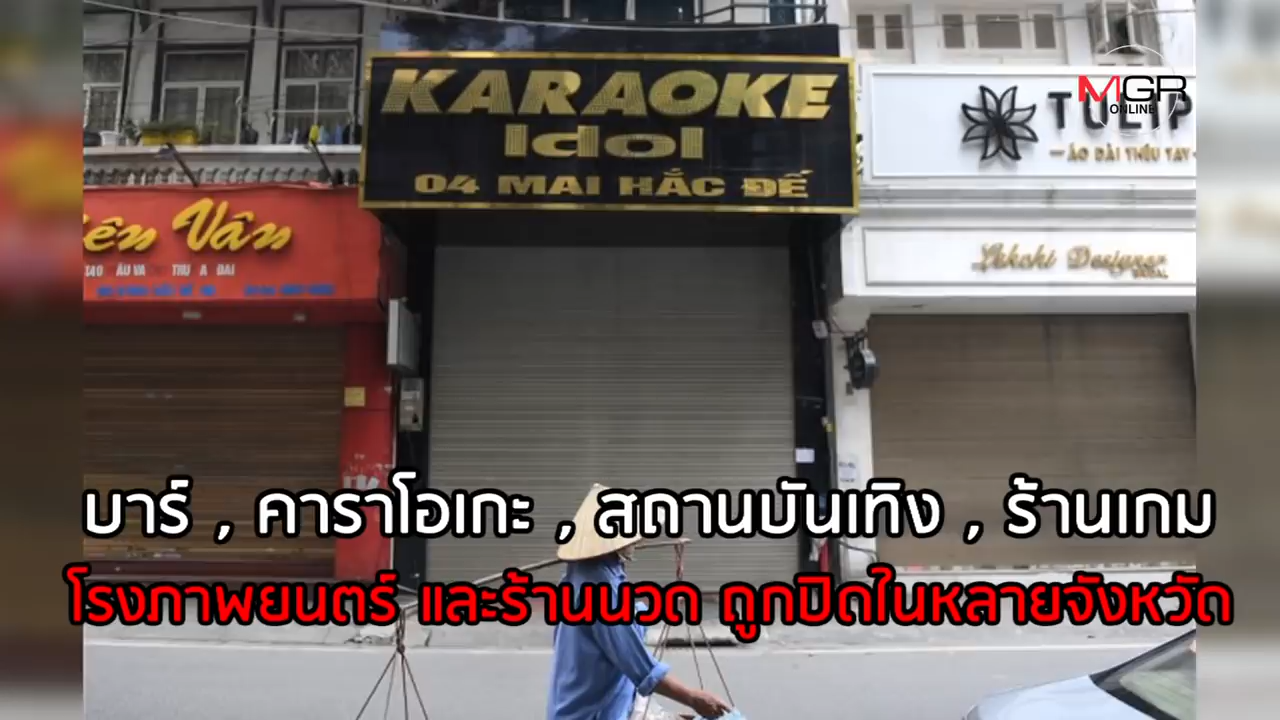 KARAOKE
Idol
04 MAI HẮC ĐẾ
MGR
ONLINE
TULIP
ÁO DÀI THÊU TAY
Vân
Lekchi Designer
บาร์ , คาราโอเกะ , สถานบันเทิง , ร้านเกม
โรงภาพยนตร์ และร้านนวด ถูกปิดในหลายจังหวัด